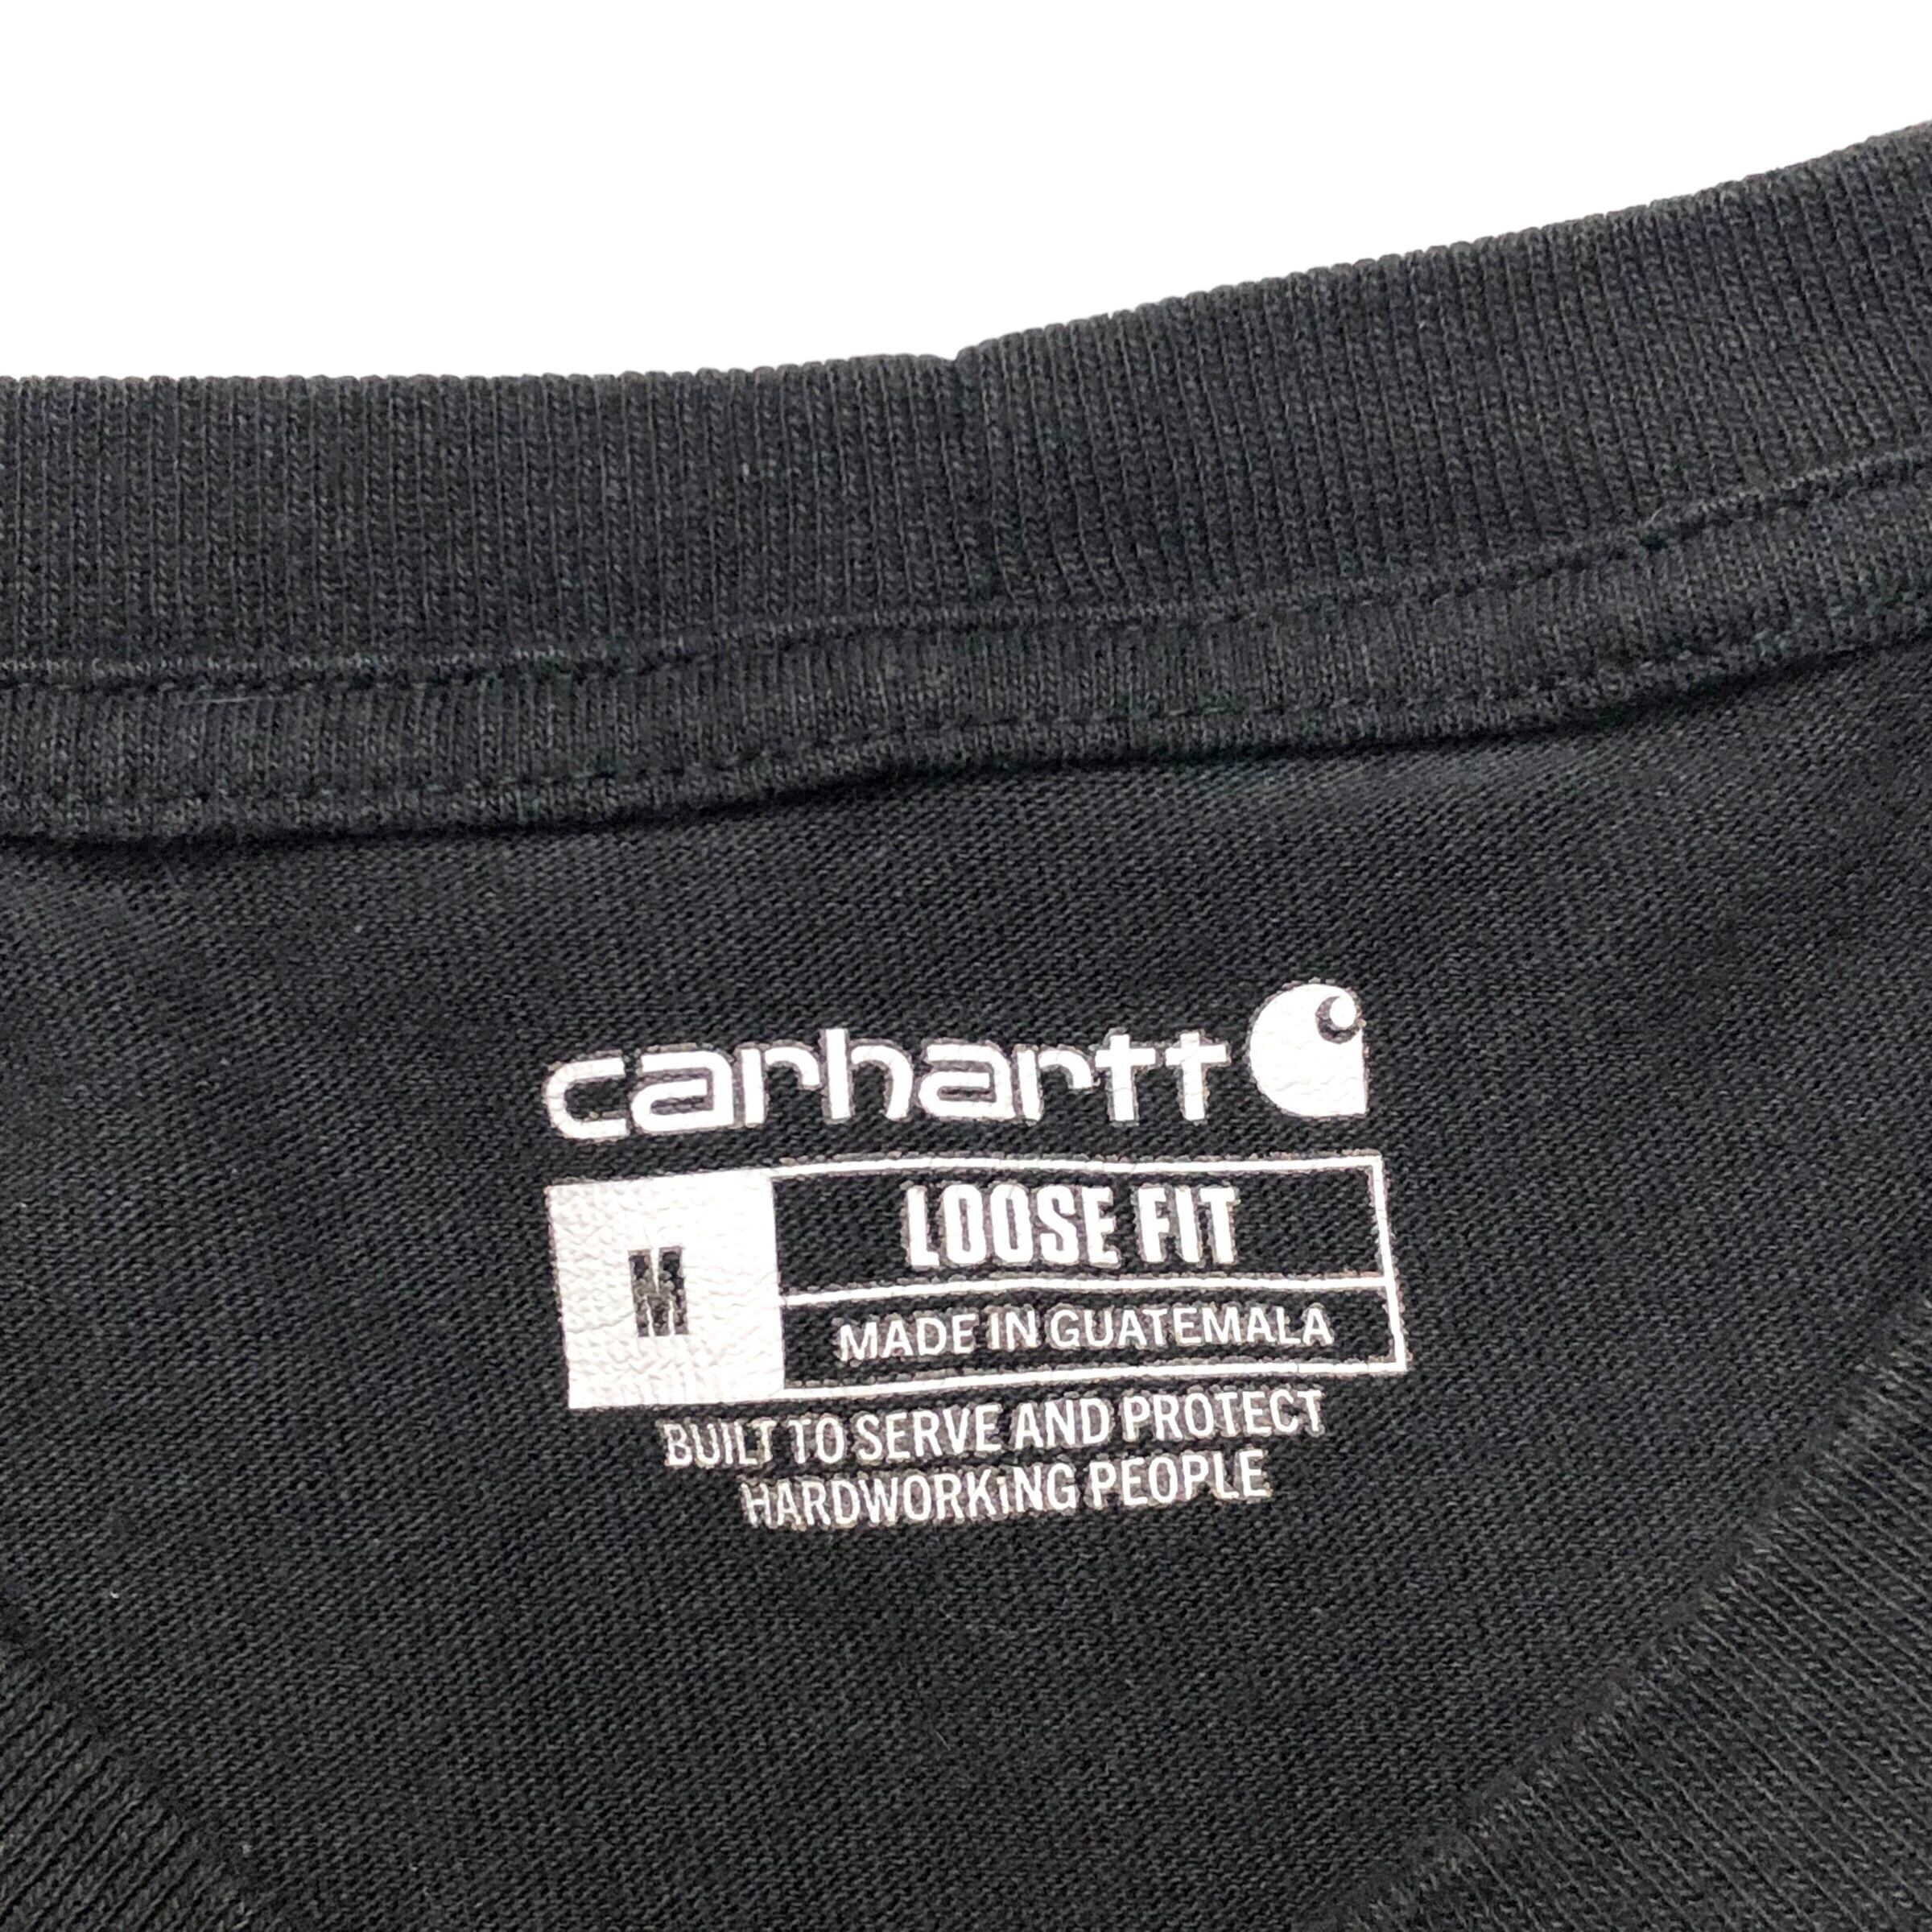 carhartt
M
LOOSE FIT
MADE IN GUATEMALA
BUILT TO SERVE AND PROTECT
HARDWORKING PEOPLE